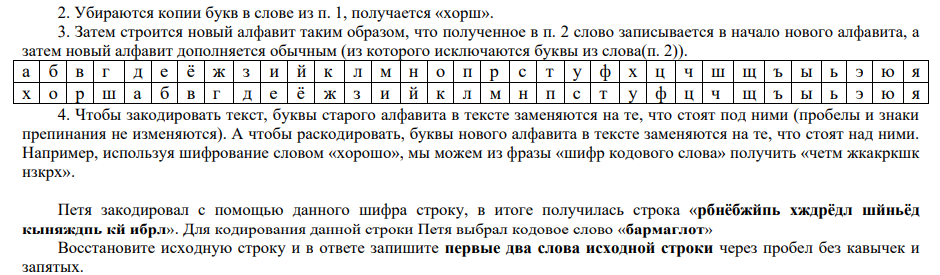 2. Убираются копии букв в слове из п. 1, получается «хорш».
3. Затем строится новый алфавит таким образом, что полученное в п. 2 слово записывается в начало нового алфавита, а
затем новый алфавит дополняется обычным (из которого исключаются буквы из слова(п. 2)).
а б в г д е ё ж з и й к л м н о п р с т у ф х ц ч ш щ ъ ы ь э ю я
х о р ш а б в г д е ё ж з и й к л м н п с т у ф ц ч щ ъ ы ь э ю я
4. Чтобы закодировать текст, буквы старого алфавита в тексте заменяются на те, что стоят под ними (пробелы и знаки
препинания не изменяются). А чтобы раскодировать, буквы нового алфавита в тексте заменяются на те, что стоят над ними.
Например, используя шифрование словом «хорошо», мы можем из фразы «шифр кодового слова» получить «четм жкакркшк
нзкрх».
Петя закодировал с помощью данного шифра строку, в итоге получилась строка «рбнёбжйпь хждрёдл шйньёд
кыняждпь кй ибрл». Для кодирования данной строки Петя выбрал кодовое слово «бармаглот»
Восстановите исходную строку и в ответе запишите первые два слова исходной строки через пробел без кавычек и
запятых.